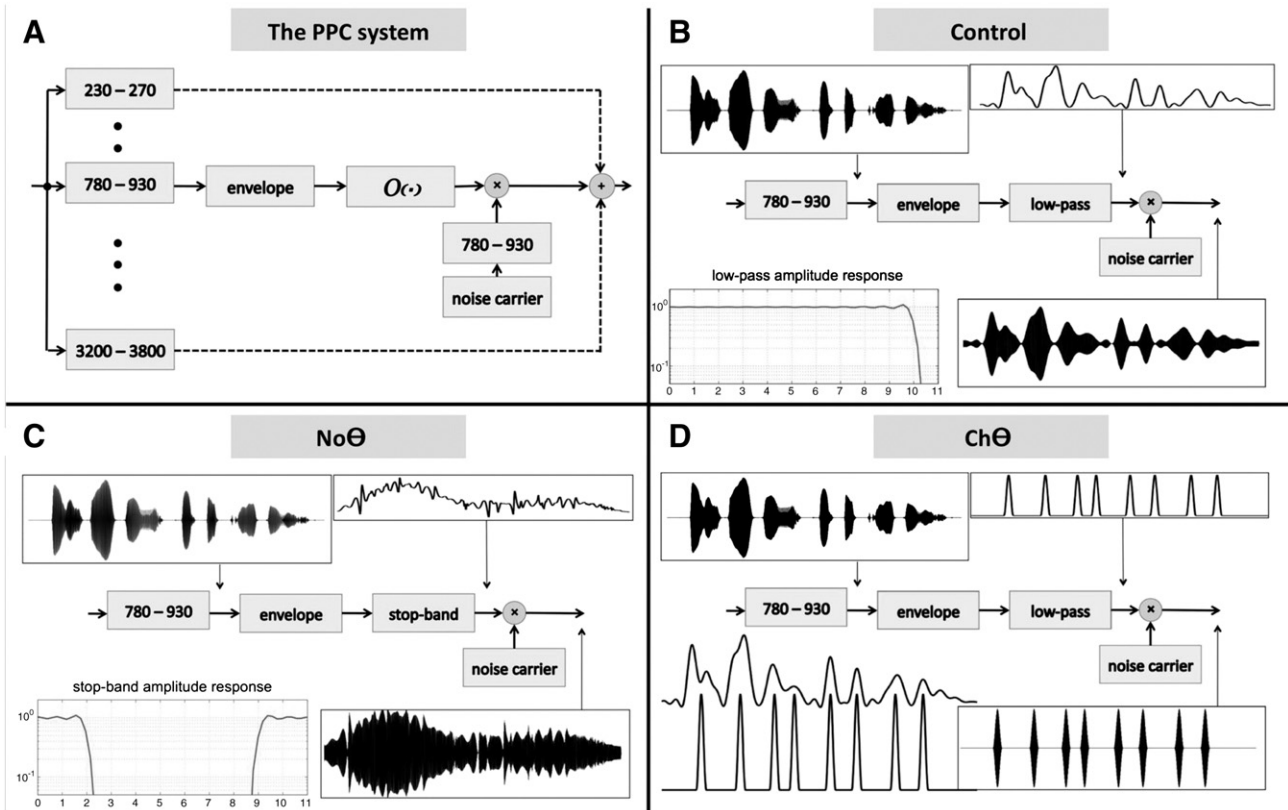 A
The PPC system
230 – 270
780 – 930
envelope
O(·)
×
+
780 – 930
noise carrier
3200 – 3800
B
Control
780 – 930
envelope
low-pass
×
noise carrier
low-pass amplitude response
10⁰
10⁻¹
0 1 2 3 4 5 6 7 8 9 10 11
C
NoΘ
780 – 930
envelope
stop-band
×
noise carrier
stop-band amplitude response
10⁰
10⁻¹
0 1 2 3 4 5 6 7 8 9 10 11
D
ChΘ
780 – 930
envelope
low-pass
×
noise carrier